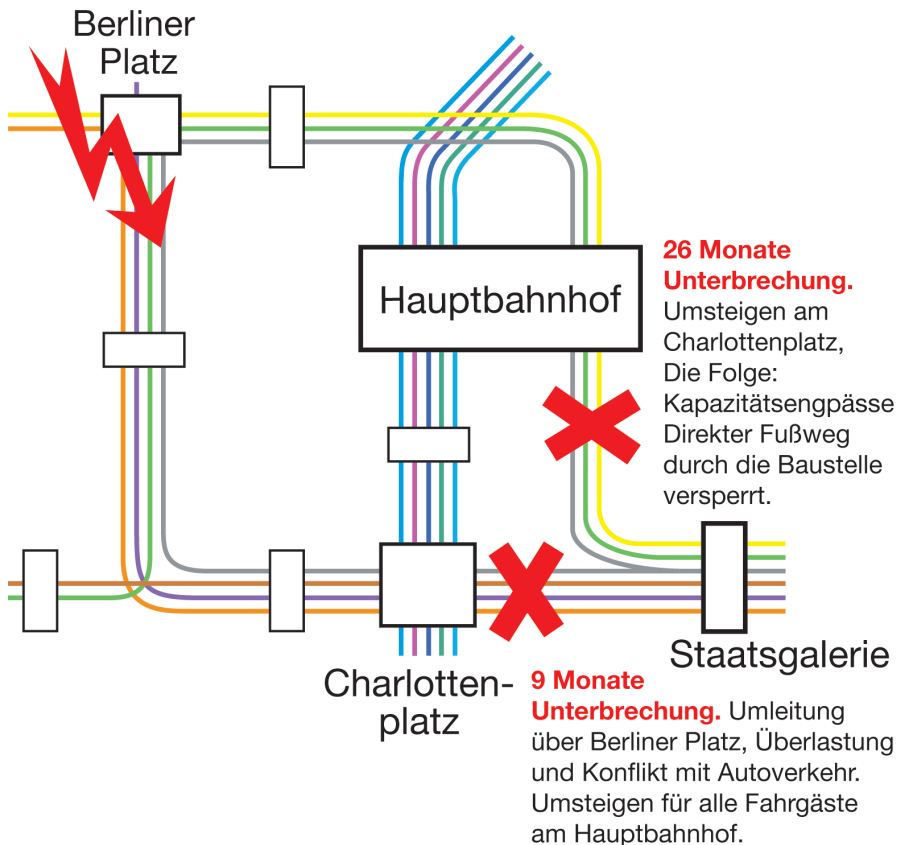 Berliner
Platz
Hauptbahnhof
26 Monate
Unterbrechung.
Umsteigen am
Charlottenplatz,
Die Folge:
Kapazitätsengpässe
Direkter Fußweg
durch die Baustelle
versperrt.
Staatsgalerie
Charlotten-
platz
9 Monate
Unterbrechung. Umleitung
über Berliner Platz, Überlastung
und Konflikt mit Autoverkehr.
Umsteigen für alle Fahrgäste
am Hauptbahnhof.